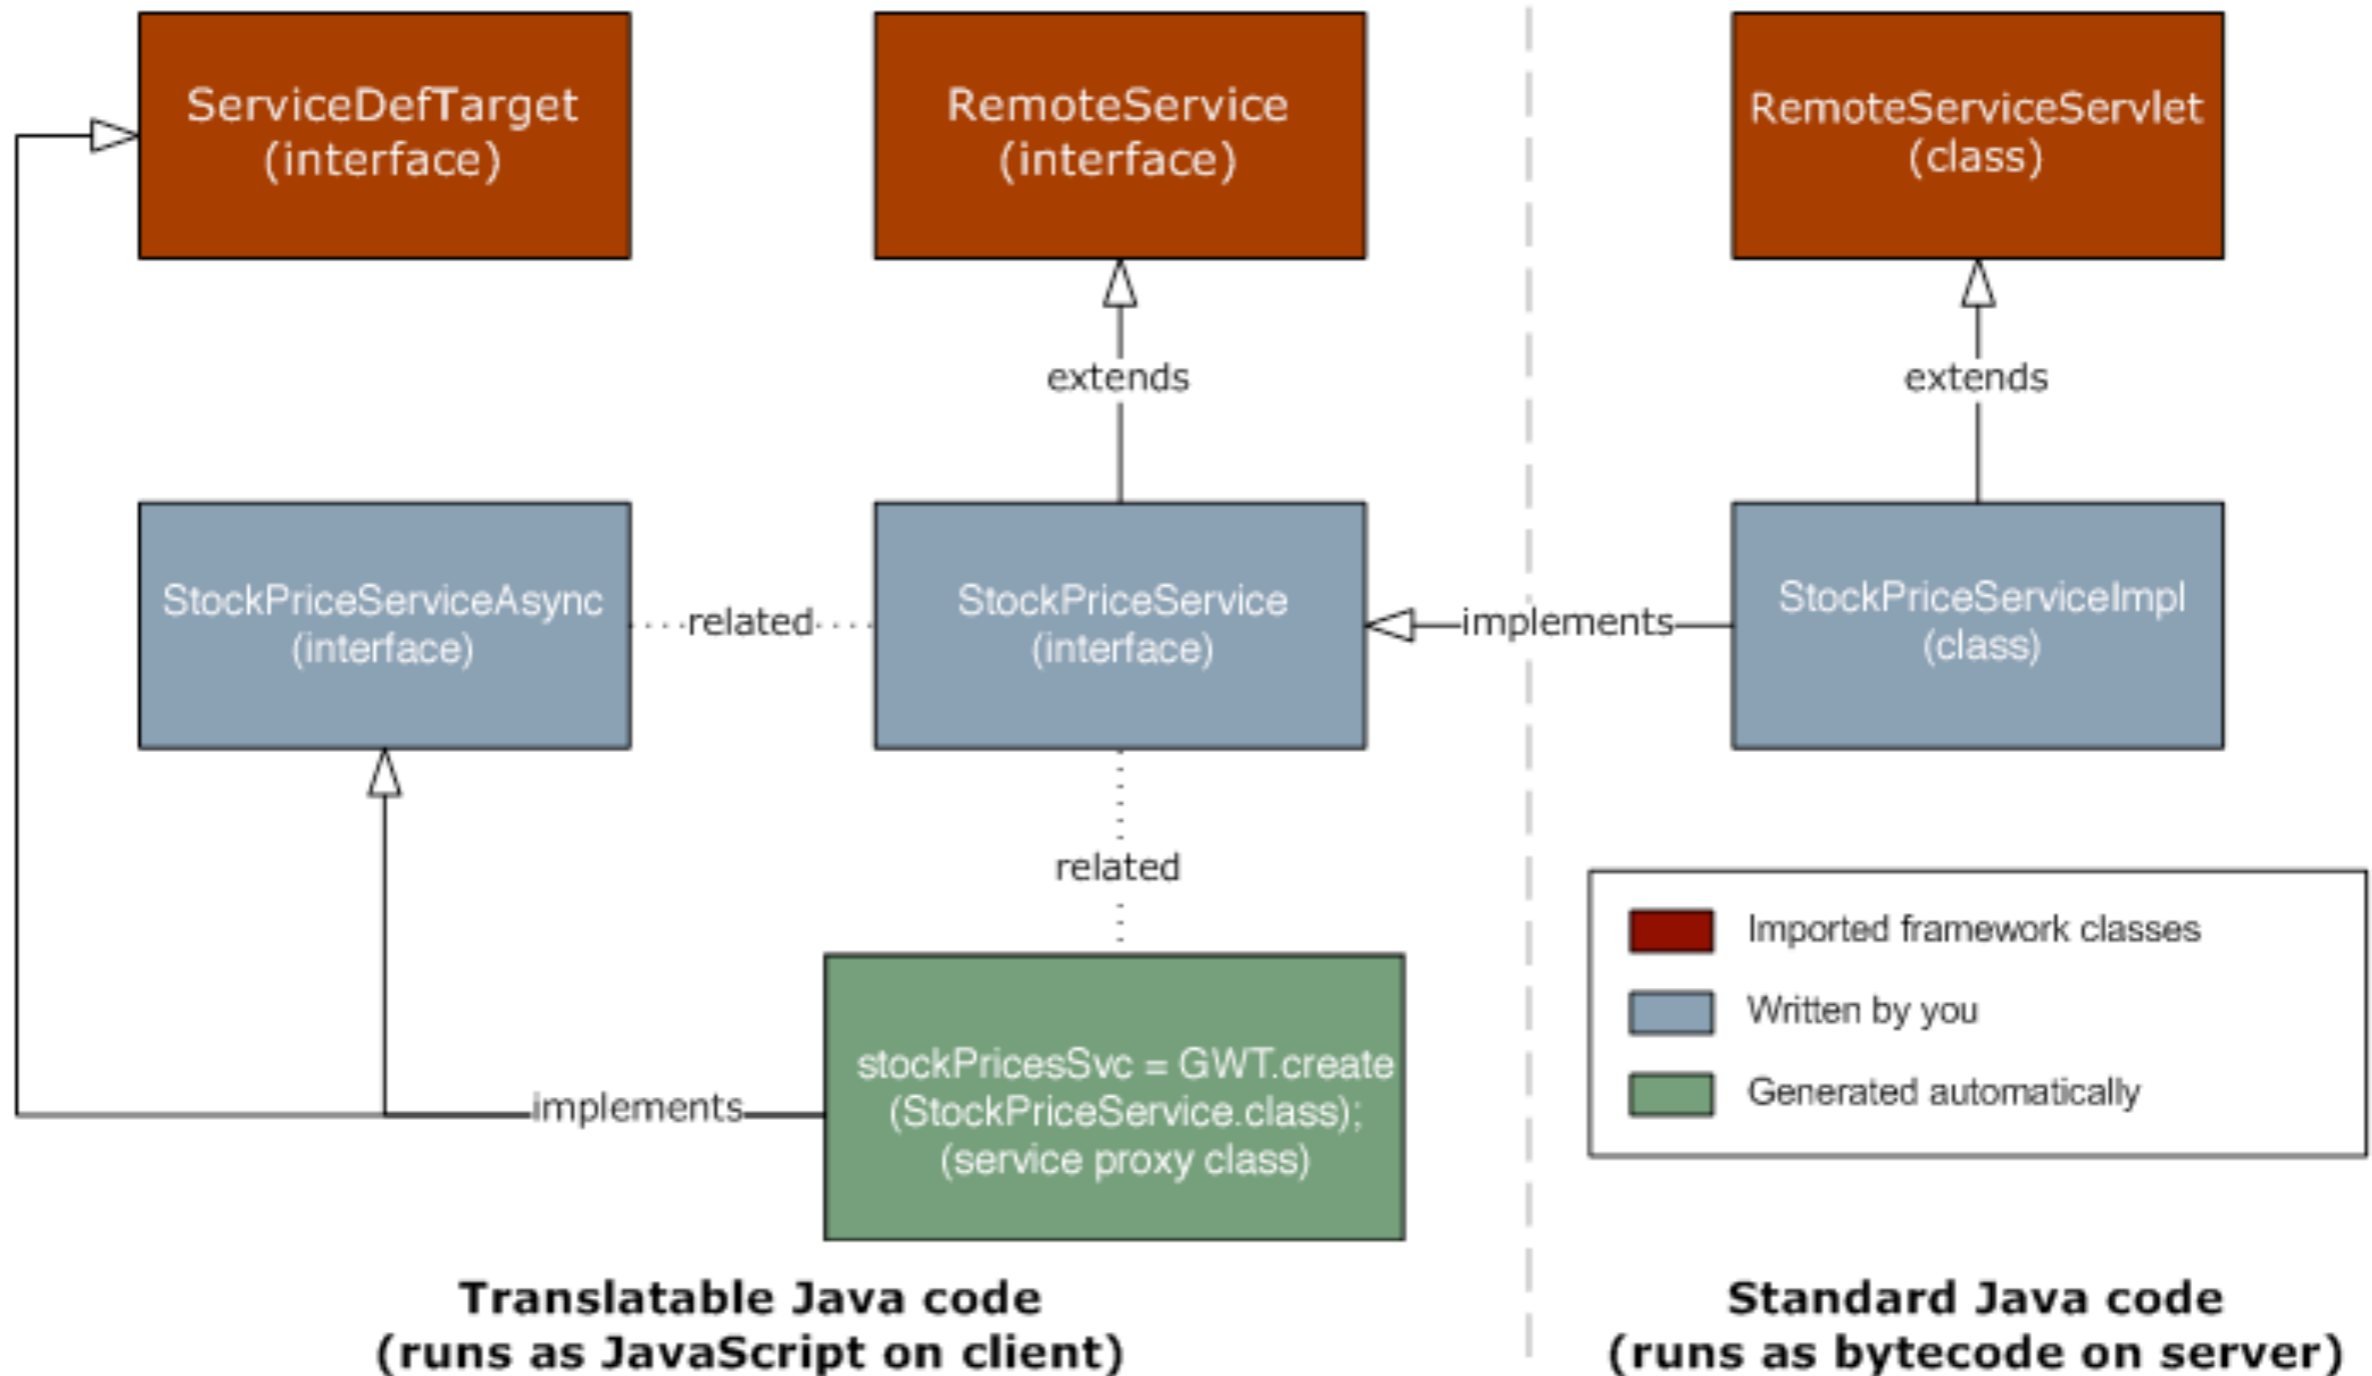 ServiceDefTarget
(interface)
RemoteService
(interface)
RemoteServiceServlet
(class)
extends
extends
StockPriceServiceAsync
(interface)
related
StockPriceService
(interface)
implements
StockPriceServiceImpl
(class)
related
implements
stockPricesSvc = GWT.create
(StockPriceService.class);
(service proxy class)
Imported framework classes
Written by you
Generated automatically
Translatable Java code
(runs as JavaScript on client)
Standard Java code
(runs as bytecode on server)